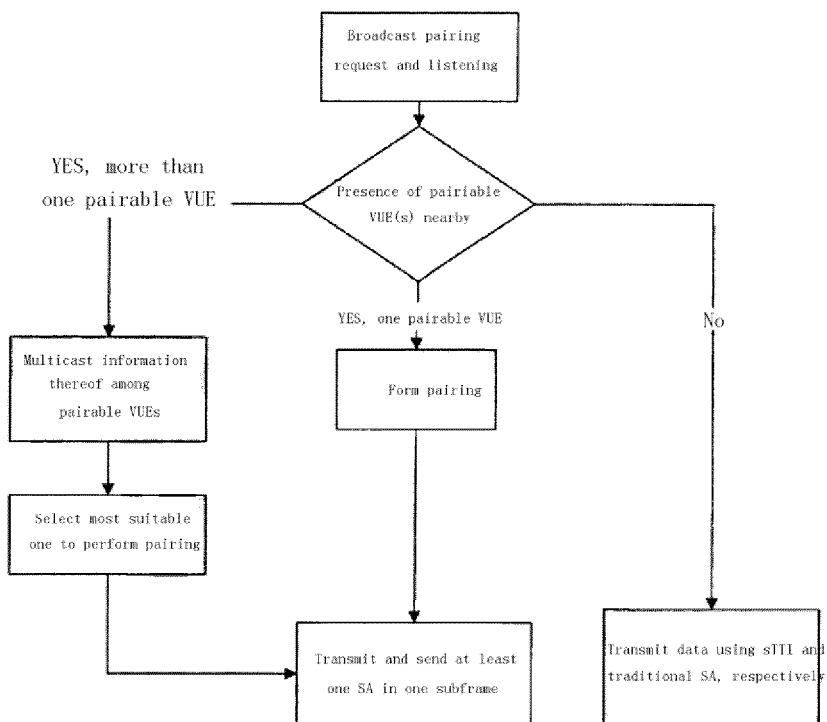 Broadcast pairing
request and listening
Presence of pairiable
VUE(s) nearby
YES, more than
one pairable VUE
YES, one pairable VUE
No
Multicast information
thereof among
pairable VUEs
Form pairing
Select most suitable
one to perform pairing
Transmit and send at least
one SA in one subframe
Transmit data using sTTI and
traditional SA, respectively